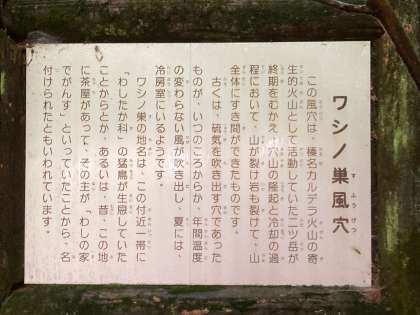 ワシノ巣風穴
す ふうけつ
この風穴は、榛名カルデラ火山の寄
生的火山として活動していた二ツ岳が
終期をむかえ、火山の隆起と冷却の過
程において、山が裂け岩も裂けて、山
全体にすき間ができたものです。
古くは、硫気を吹き出す穴であった
ものが、いつのころからか、年間温度
の変わらない風が吹き出し、夏には、
冷房室にいるようです。
ワシノ巣の地名は、この付近一帯に
「わしたか科」の猛鳥が生息していた
ことからとか、あるいは、昔、この地
に茶屋があって、その主が「わしの家
でがんす」といっていたことから、名
付けられたともいわれています。